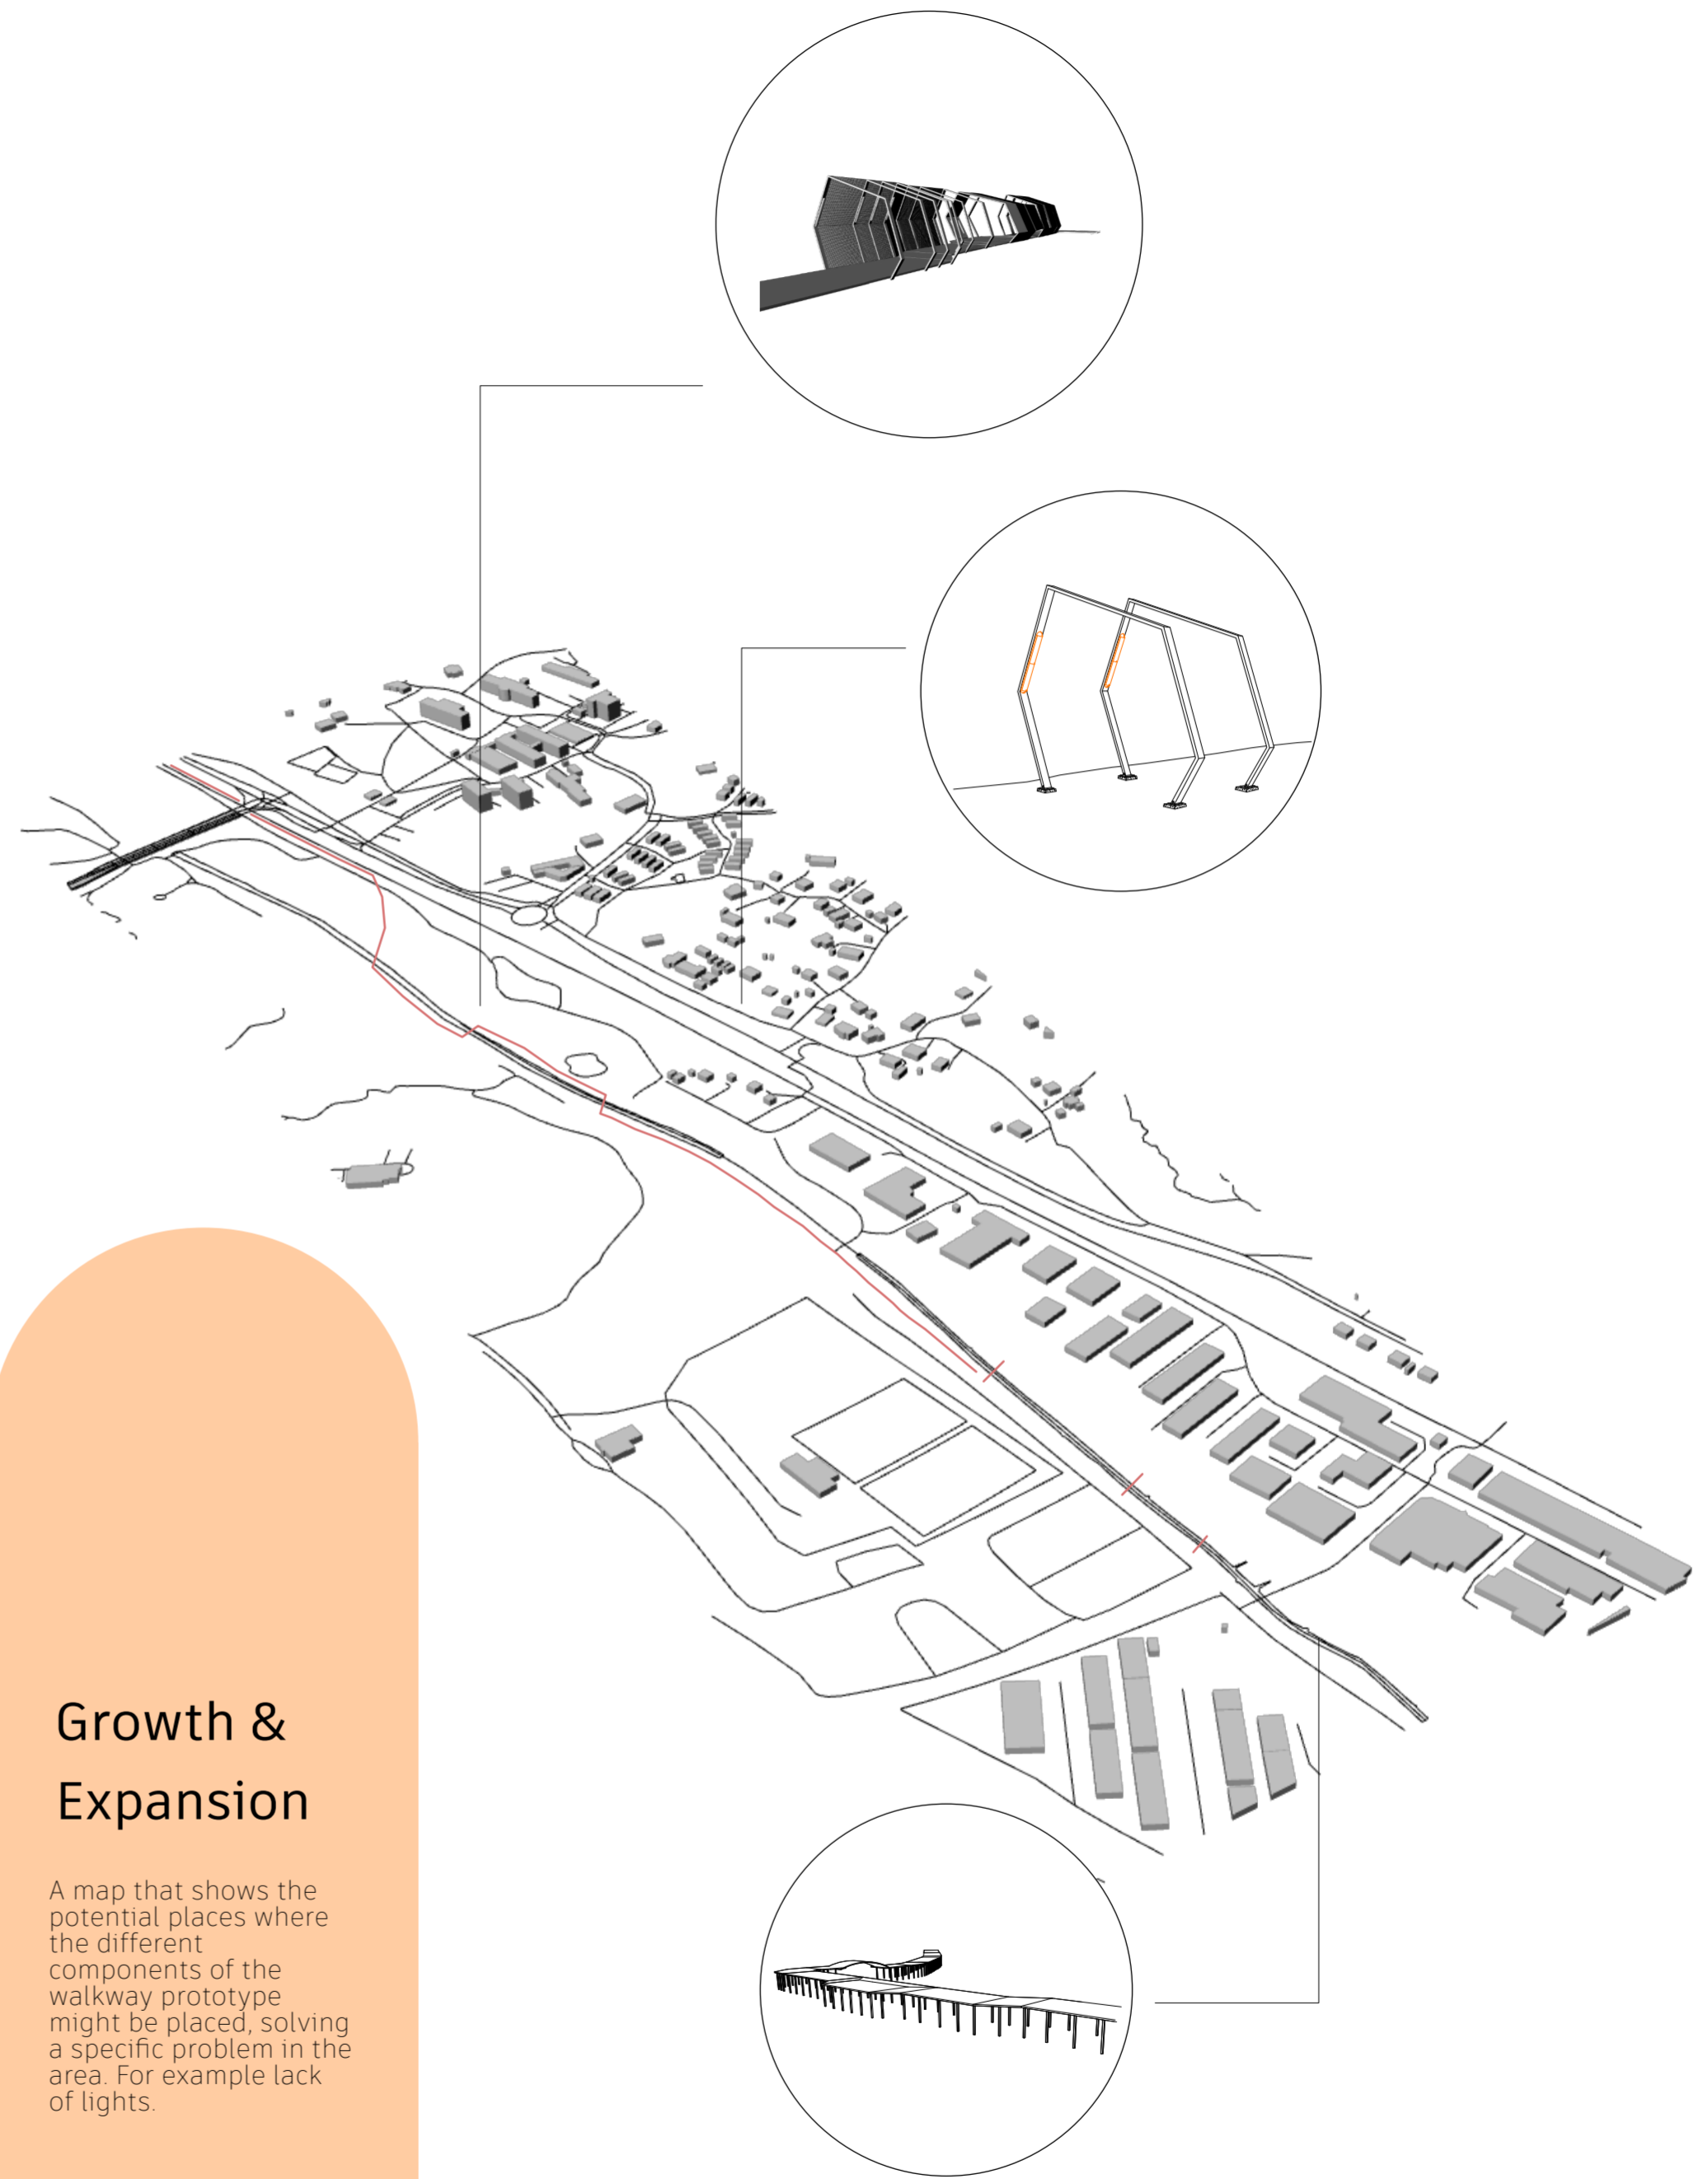 Growth &
Expansion
A map that shows the
potential places where
the different
components of the
walkway prototype
might be placed, solving
a specific problem in the
area. For example lack
of lights.